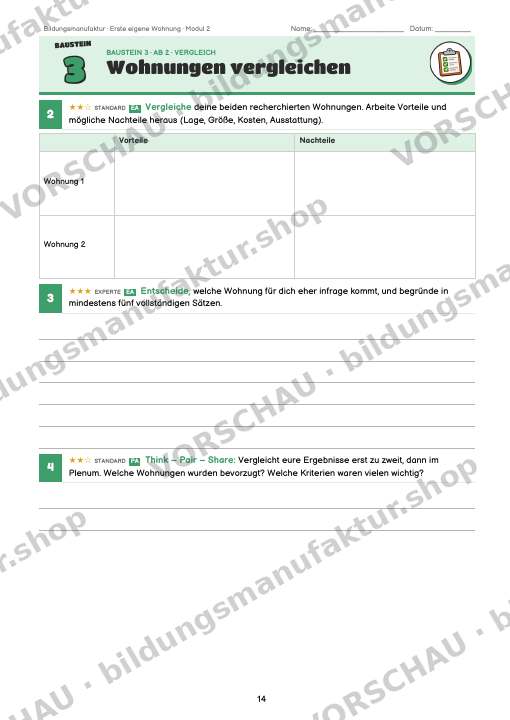 Bildungsmanufaktur · Erste eigene Wohnung · Modul 2 Name: Datum:
BAUSTEIN
3
BAUSTEIN 3 · AB 2 · VERGLEICH
Wohnungen vergleichen
2
★★☆ STANDARD EA Vergleiche deine beiden recherchierten Wohnungen. Arbeite Vorteile und
mögliche Nachteile heraus (Lage, Größe, Kosten, Ausstattung).
Vorteile Nachteile
Wohnung 1
Wohnung 2
3
★★★ EXPERTE EA Entscheide, welche Wohnung für dich eher infrage kommt, und begründe in
mindestens fünf vollständigen Sätzen.
4
★★☆ STANDARD PA Think – Pair – Share: Vergleicht eure Ergebnisse erst zu zweit, dann im
Plenum. Welche Wohnungen wurden bevorzugt? Welche Kriterien waren vielen wichtig?
14
VORSCHAU · bildungsmanufaktur.shop